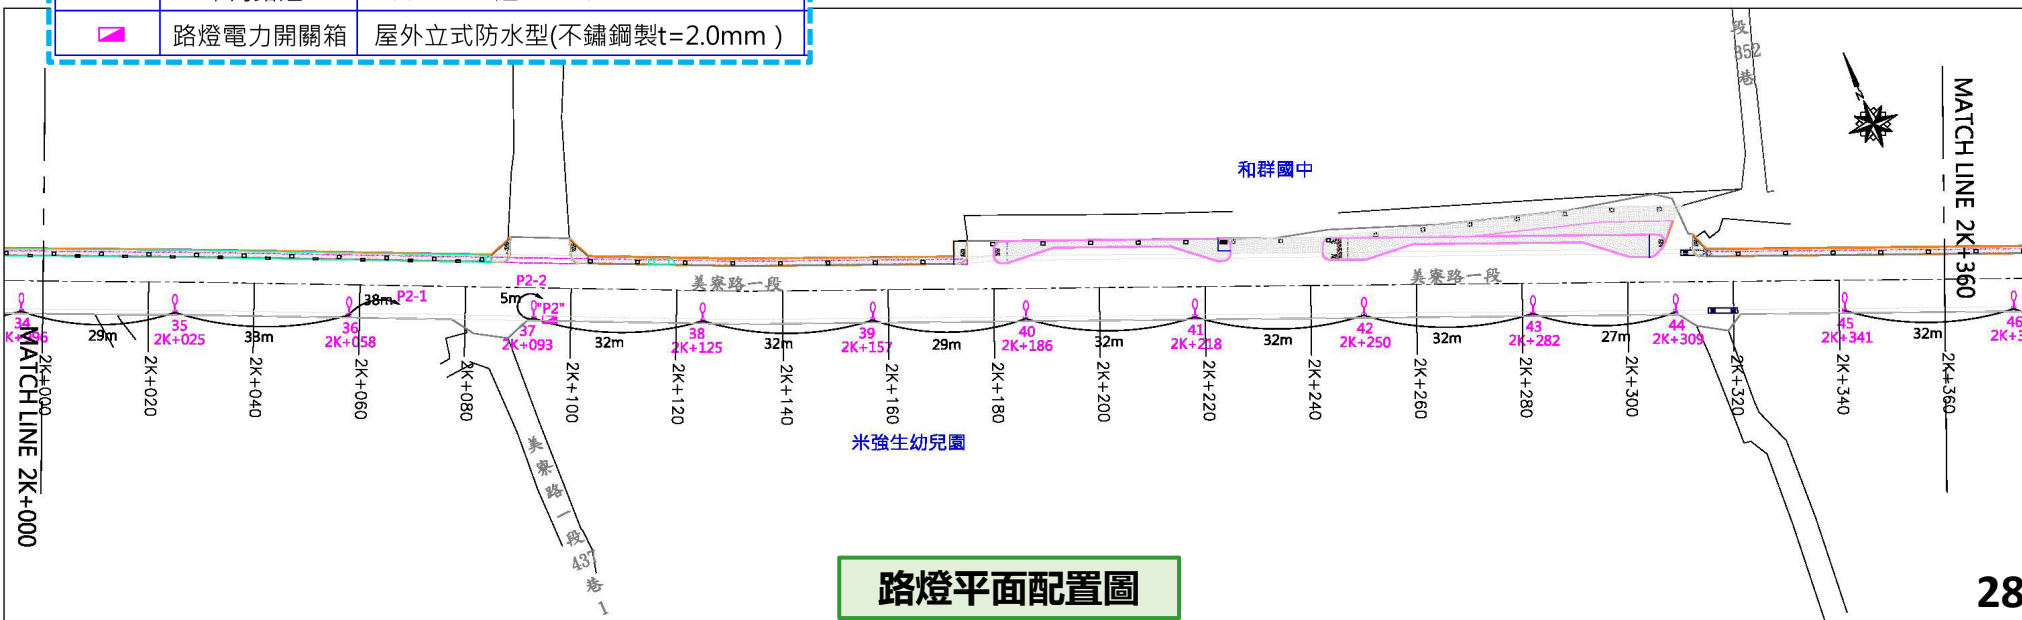 路燈電力開關箱 屋外立式防水型(不鏽鋼製t=2.0mm )
段
352
巷
N
MATCH LINE 2K+360
和群國中
美寮路一段
美寮路一段
P2-2
P2-1
38m
5m
"P2"
34
29m
35
2K+025
33m
36
2K+058
37
2K+093
32m
38
2K+125
32m
39
2K+157
29m
40
2K+186
32m
41
2K+218
32m
42
2K+250
32m
43
2K+282
27m
44
2K+309
45
2K+341
32m
46
MATCH LINE 2K+000
2K+000
2K+020
2K+040
2K+060
2K+080
2K+100
2K+120
2K+140
2K+160
2K+180
2K+200
2K+220
2K+240
2K+260
2K+280
2K+300
2K+320
2K+340
2K+360
米強生幼兒園
美寮路一段437巷1
路燈平面配置圖
28